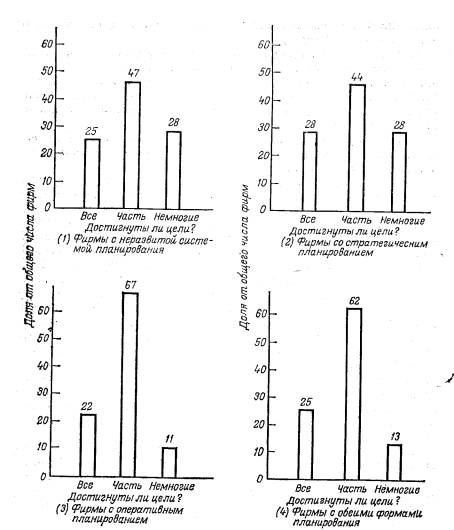 60
50
40
30
20
10
25
47
28
Все Часть Немногие
Достигнуты ли цели?
(1) Фирмы с неразвитой систе-
мой планирования
60
50
40
30
20
10
28
44
28
Все Часть Немногие
Достигнуты ли цели?
(2) Фирмы со стратегическим
планированием
Доля от общего числа фирм
Доля от общего числа фирм
60
50
40
30
20
10
0
22
67
11
Все Часть Немногие
Достигнуты ли цели?
(3) Фирмы с оперативным
планированием
60
50
40
30
20
10
0
25
62
13
Все Часть Немногие
Достигнуты ли цели?
(4) Фирмы с обеими формами
планирования